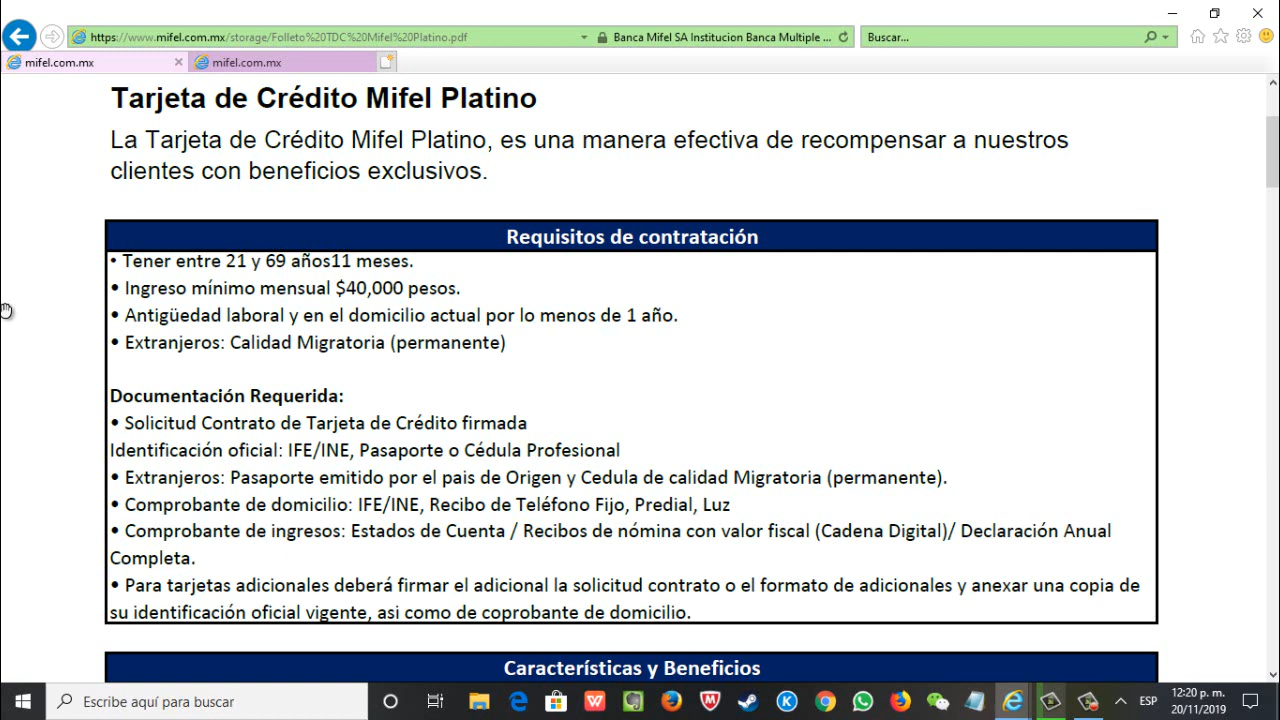 https://www.mifel.com.mx/storage/Folleto%20TDC%20Mifel%20Platino.pdf
Banca Mifel SA Institucion Banca Multiple ...
Buscar...
mifel.com.mx
mifel.com.mx
Tarjeta de Crédito Mifel Platino
La Tarjeta de Crédito Mifel Platino, es una manera efectiva de recompensar a nuestros
clientes con beneficios exclusivos.
Requisitos de contratación
• Tener entre 21 y 69 años11 meses.
• Ingreso mínimo mensual $40,000 pesos.
• Antigüedad laboral y en el domicilio actual por lo menos de 1 año.
• Extranjeros: Calidad Migratoria (permanente)
Documentación Requerida:
• Solicitud Contrato de Tarjeta de Crédito firmada
Identificación oficial: IFE/INE, Pasaporte o Cédula Profesional
• Extranjeros: Pasaporte emitido por el pais de Origen y Cedula de calidad Migratoria (permanente).
• Comprobante de domicilio: IFE/INE, Recibo de Teléfono Fijo, Predial, Luz
• Comprobante de ingresos: Estados de Cuenta / Recibos de nómina con valor fiscal (Cadena Digital)/ Declaración Anual
Completa.
• Para tarjetas adicionales deberá firmar el adicional la solicitud contrato o el formato de adicionales y anexar una copia de
su identificación oficial vigente, asi como de coprobante de domicilio.
Características y Beneficios
Escribe aquí para buscar
ESP
12:20 p. m.
20/11/2019